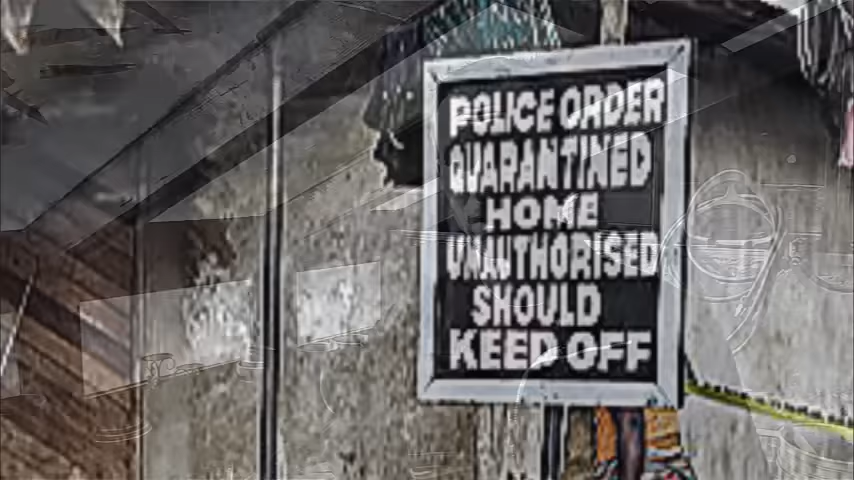 POLICE ORDER
QUARANTINED
HOME
UNAUTHORISED
SHOULD
KEEP OFF